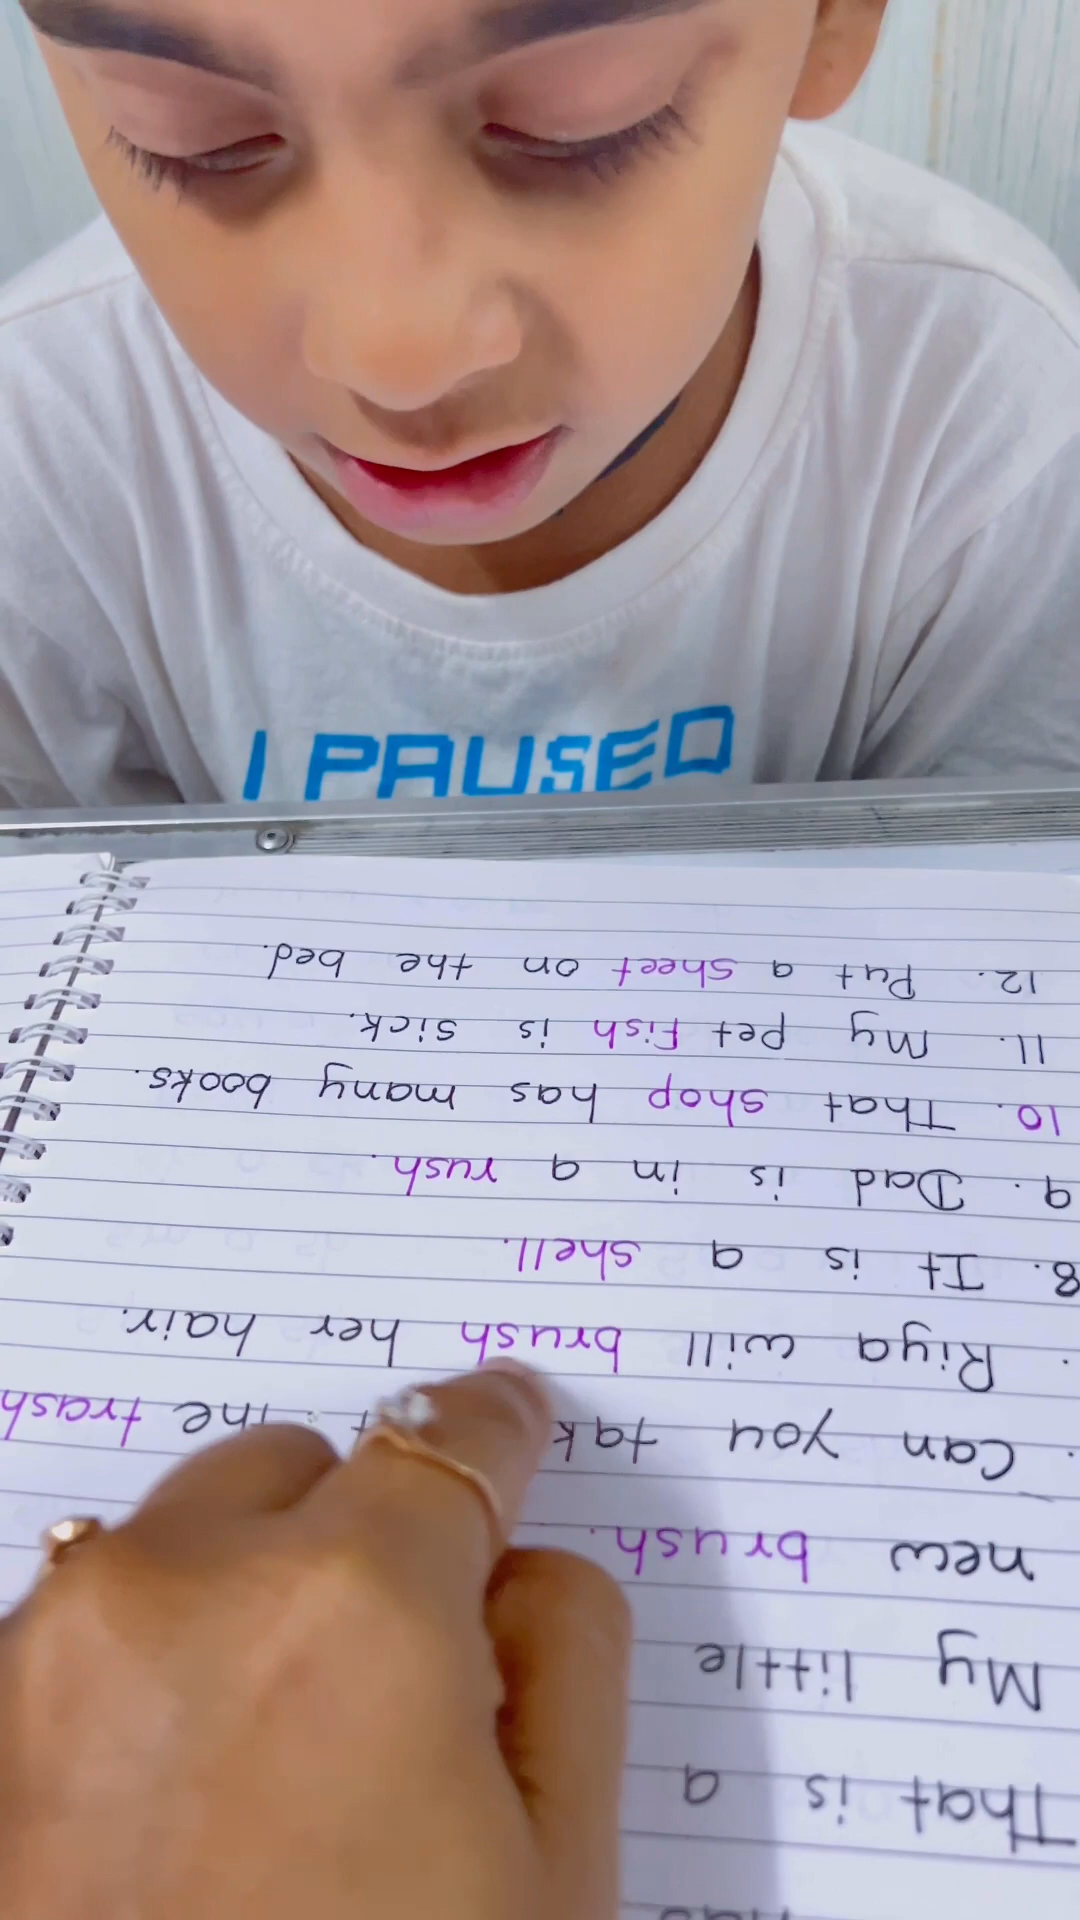 I PAUSED
That is a
My little
new brush.
Can you the trash
Riya will brush her hair.
8. It is a shell.
9. Dad is in a rush.
10. That shop has many books.
11. My pet fish is sick.
12. Put a sheet on the bed.